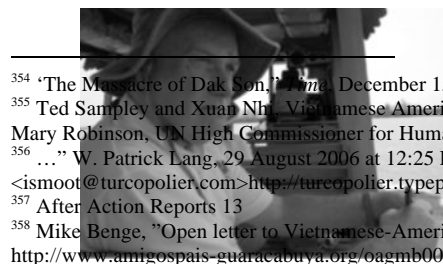 354 ‘The Massacre of Dak Son,” Time, December 1
355 Ted Sampley and Xuan Nhi, Vietnamese Ameri
Mary Robinson, UN High Commissioner for Hum
356 …” W. Patrick Lang, 29 August 2006 at 12:25
<ismoot@turcopolier.com>http://turcopolier.typep
357 After Action Reports 13
358 Mike Benge, ”Open letter to Vietnamese-Ameri
http://www.amigospais-guaracabuya.org/oagmb00